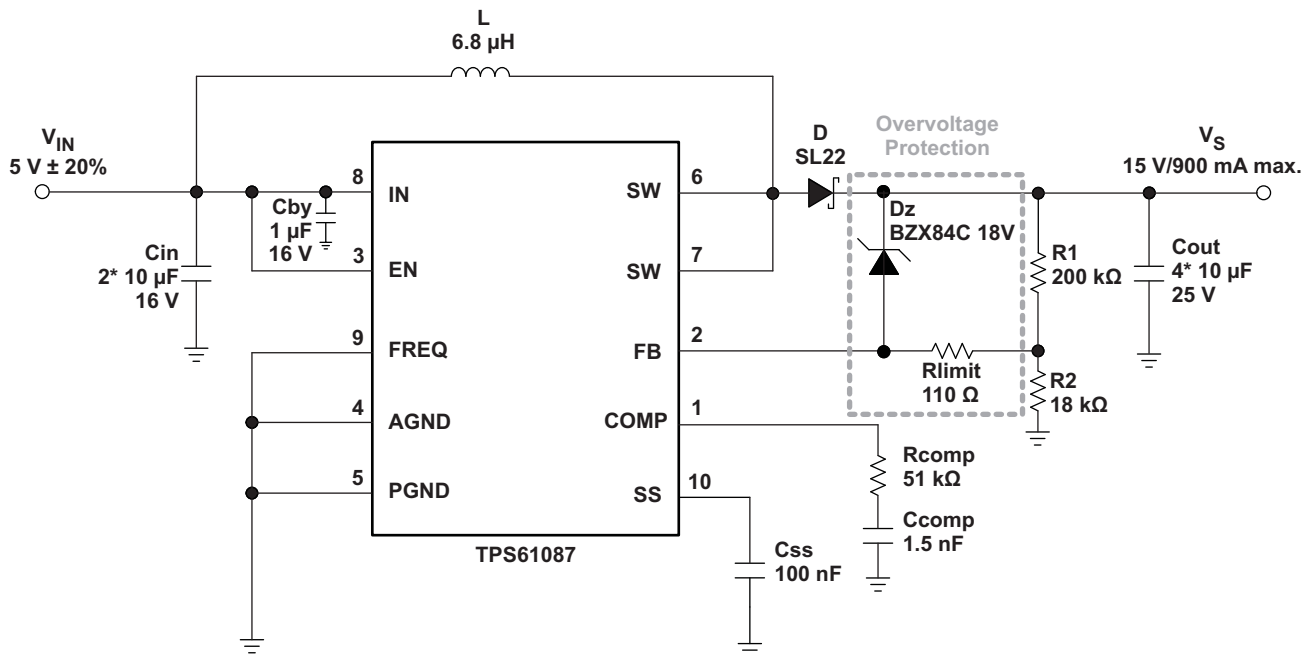 L
6.8 µH
VIN
5 V ± 20%
D
SL22
Overvoltage
Protection
VS
15 V/900 mA max.
8
IN
Cby
1 µF
16 V
3
EN
Cin
2* 10 µF
16 V
9
FREQ
4
AGND
5
PGND
6
SW
7
SW
2
FB
1
COMP
10
SS
TPS61087
Dz
BZX84C 18V
Rlimit
110 Ω
R1
200 kΩ
R2
18 kΩ
Cout
4* 10 µF
25 V
Rcomp
51 kΩ
Ccomp
1.5 nF
Css
100 nF